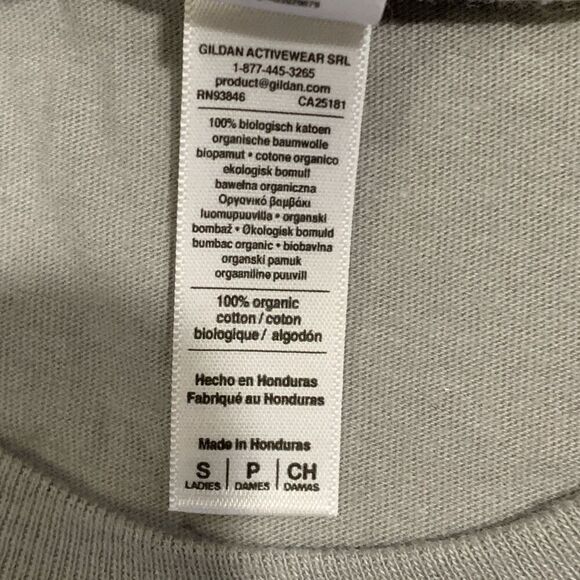 GILDAN ACTIVEWEAR SRL
1-877-445-3265
product@gildan.com
RN93846 CA25181
100% biologisch katoen
organische baumwolle
biopamut • cotone organico
ekologisk bomull
bawełna organiczna
Οργανικό βαμβάκι
luomupuuvilla • organski
bombaž • Økologisk bomuld
bumbac organic • biobavlna
organski pamuk
orgaaniline puuvill
100% organic
cotton / coton
biologique / algodón
Hecho en Honduras
Fabriqué au Honduras
Made in Honduras
S | P | CH
LADIES | DAMES | DAMAS